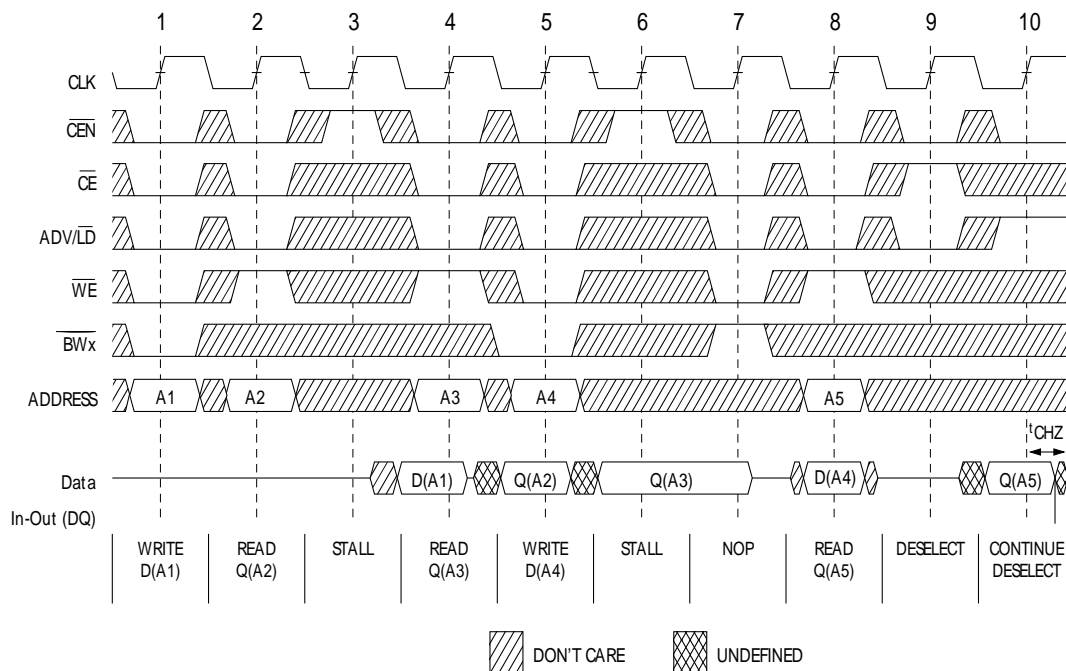 1 2 3 4 5 6 7 8 9 10
CLK
CEN
CE
ADV/LD
WE
BWx
ADDRESS A1 A2 A3 A4 A5
tCHZ
Data D(A1) Q(A2) Q(A3) D(A4) Q(A5)
In-Out (DQ)
WRITE READ STALL READ WRITE STALL NOP READ DESELECT CONTINUE
D(A1) Q(A2) Q(A3) D(A4) Q(A5) DESELECT
DON'T CARE UNDEFINED